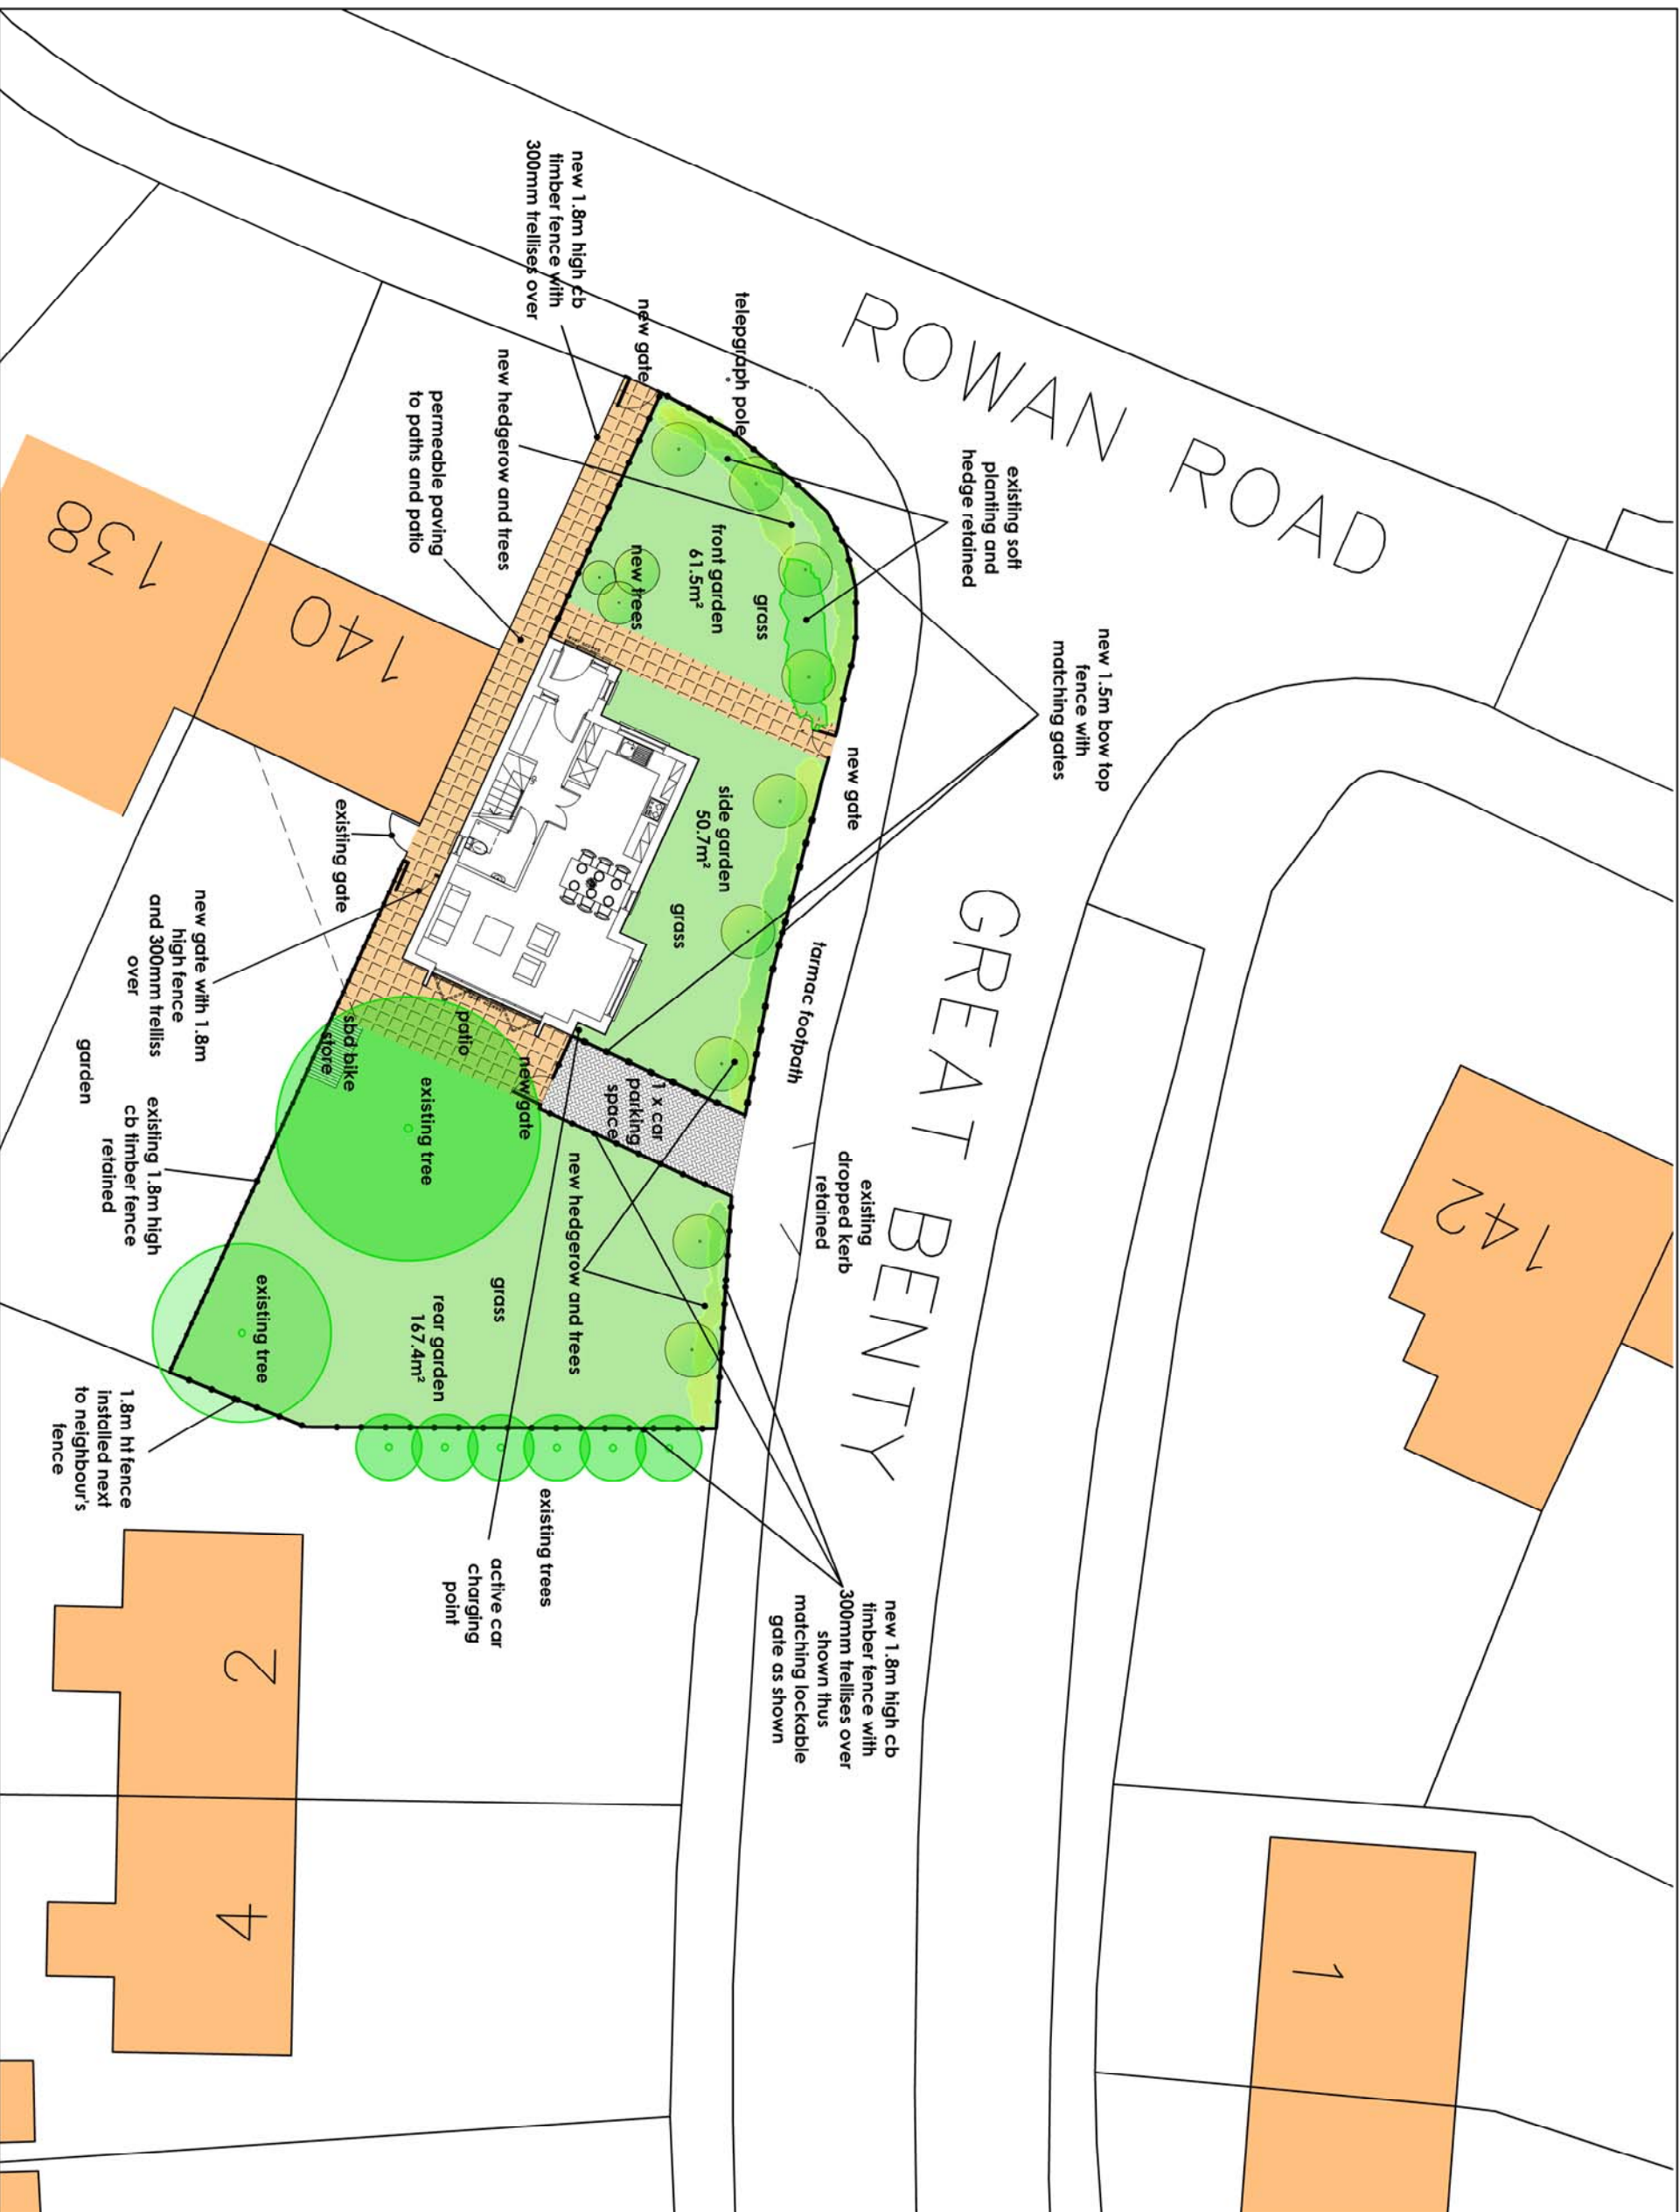 ROWAN ROAD
GREAT BENTY
142
1
138
140
2
4
new 1.5m bow top
fence with
matching gates
existing soft
planting and
hedge retained
telepgraph pole
new gate
new 1.8m high cb
timber fence with
300mm trellises over
new hedgerow and trees
permeable paving
to paths and patio
front garden
61.5m²
grass
new trees
new gate
side garden
50.7m²
grass
tarmac footpath
existing
dropped kerb
retained
1 x car
parking
space
new gate
patio
sbd bike
store
existing tree
existing gate
new gate with 1.8m
high fence
and 300mm trelliss
over
garden
existing 1.8m high
cb timber fence
retained
new hedgerow and trees
grass
rear garden
167.4m²
existing tree
1.8m ht fence
installed next
to neighbour's
fence
existing trees
active car
charging
point
new 1.8m high cb
timber fence with
300mm trellises over
shown thus
matching lockable
gate as shown